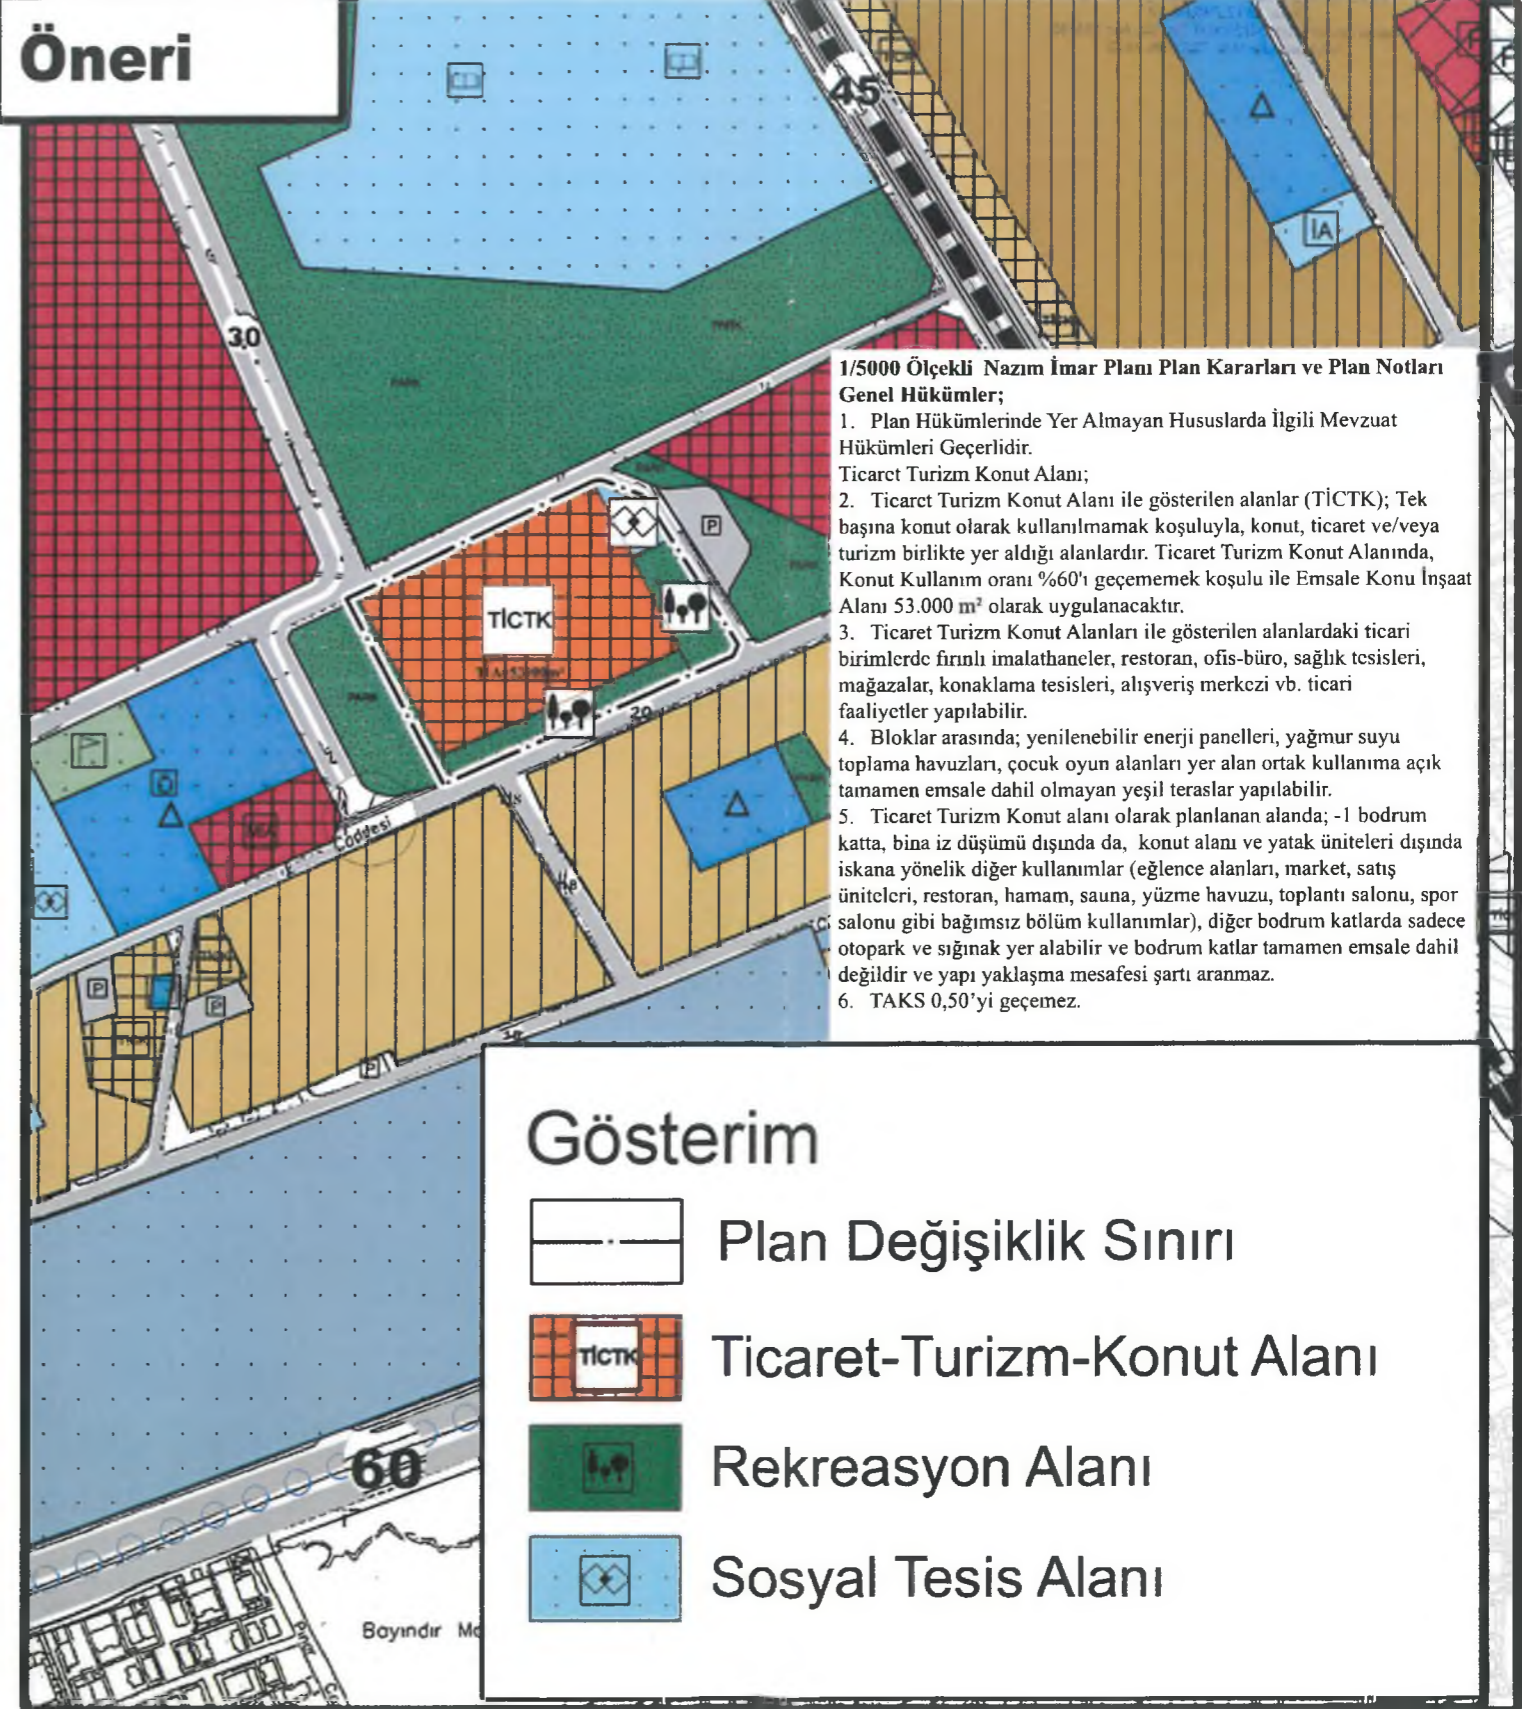 Öneri
45
İA
30
PARK
PARK
P
TİCTK
PARK
20
Caddesi
P
P
P
60
Bayındır
1/5000 Ölçekli Nazım İmar Planı Plan Kararları ve Plan Notları
Genel Hükümler;
1. Plan Hükümlerinde Yer Almayan Hususlarda İlgili Mevzuat
Hükümleri Geçerlidir.
Ticaret Turizm Konut Alanı;
2. Ticaret Turizm Konut Alanı ile gösterilen alanlar (TİCTK); Tek
başına konut olarak kullanılmamak koşuluyla, konut, ticaret ve/veya
turizm birlikte yer aldığı alanlardır. Ticaret Turizm Konut Alanında,
Konut Kullanım oranı %60'ı geçememek koşulu ile Emsale Konu İnşaat
Alanı 53.000 m² olarak uygulanacaktır.
3. Ticaret Turizm Konut Alanları ile gösterilen alanlardaki ticari
birimlerde fırınlı imalathaneler, restoran, ofis-büro, sağlık tesisleri,
mağazalar, konaklama tesisleri, alışveriş merkezi vb. ticari
faaliyetler yapılabilir.
4. Bloklar arasında; yenilenebilir enerji panelleri, yağmur suyu
toplama havuzları, çocuk oyun alanları yer alan ortak kullanıma açık
tamamen emsale dahil olmayan yeşil teraslar yapılabilir.
5. Ticaret Turizm Konut alanı olarak planlanan alanda; -1 bodrum
katta, bina iz düşümü dışında da, konut alanı ve yatak üniteleri dışında
iskana yönelik diğer kullanımlar (eğlence alanları, market, satış
üniteleri, restoran, hamam, sauna, yüzme havuzu, toplantı salonu, spor
salonu gibi bağımsız bölüm kullanımlar), diğer bodrum katlarda sadece
otopark ve sığınak yer alabilir ve bodrum katlar tamamen emsale dahil
değildir ve yapı yaklaşma mesafesi şartı aranmaz.
6. TAKS 0,50'yi geçemez.
Gösterim
Plan Değişiklik Sınırı
TİCTK
Ticaret-Turizm-Konut Alanı
Rekreasyon Alanı
Sosyal Tesis Alanı